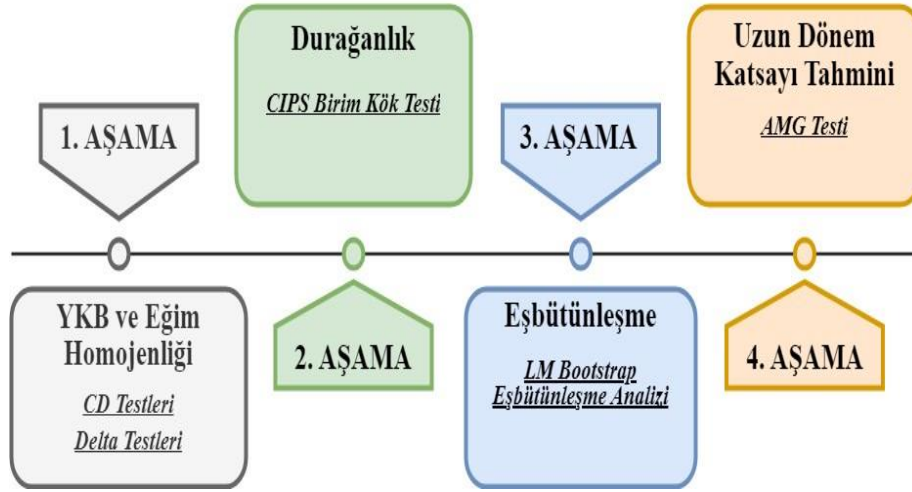 1. AŞAMA
YKB ve Eğim
Homojenliği
CD Testleri
Delta Testleri
Durağanlık
CIPS Birim Kök Testi
2. AŞAMA
3. AŞAMA
Eşbütünleşme
LM Bootstrap
Eşbütünleşme Analizi
Uzun Dönem
Katsayı Tahmini
AMG Testi
4. AŞAMA